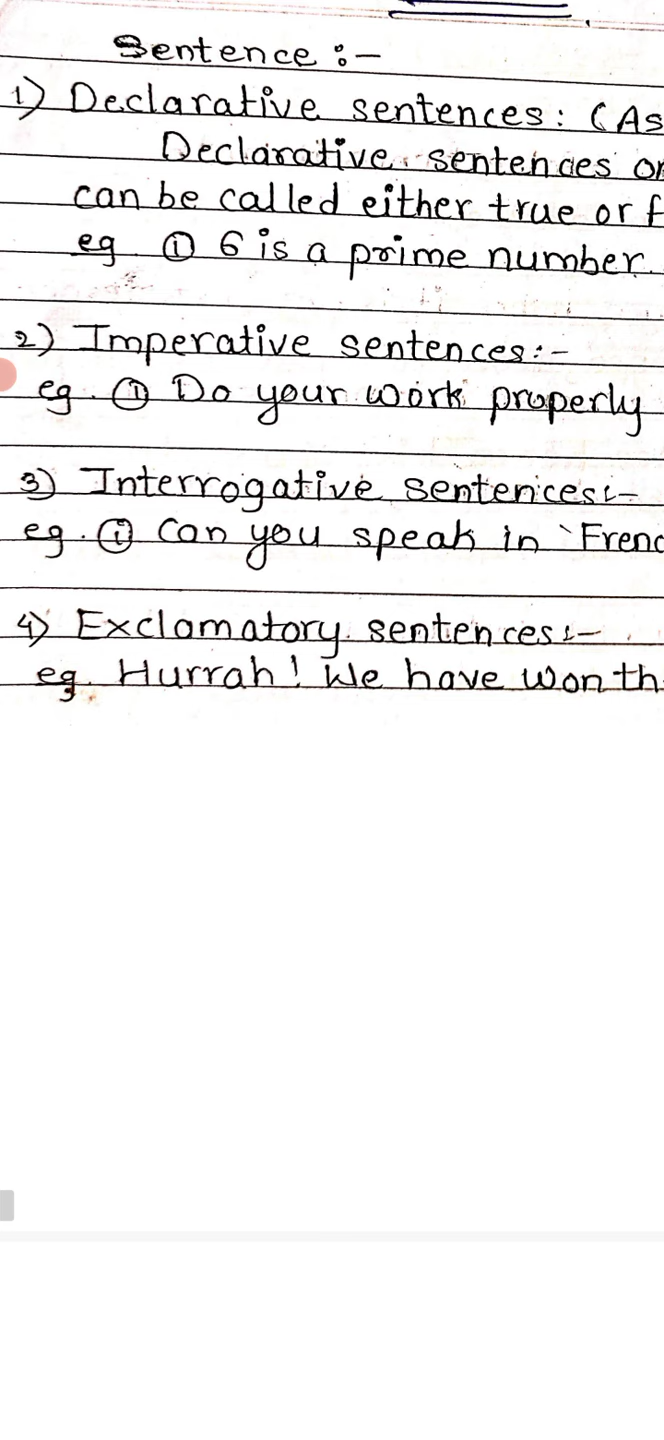 Sentence :-
1) Declarative sentences: (As
Declarative sentences or
can be called either true or f
eg ① 6 is a prime number.
2) Imperative sentences:-
eg. ① Do your work properly
3) Interrogative sentences:-
eg. ① Can you speak in `Frenc
4) Exclamatory sentences:-
eg. Hurrah! We have won th